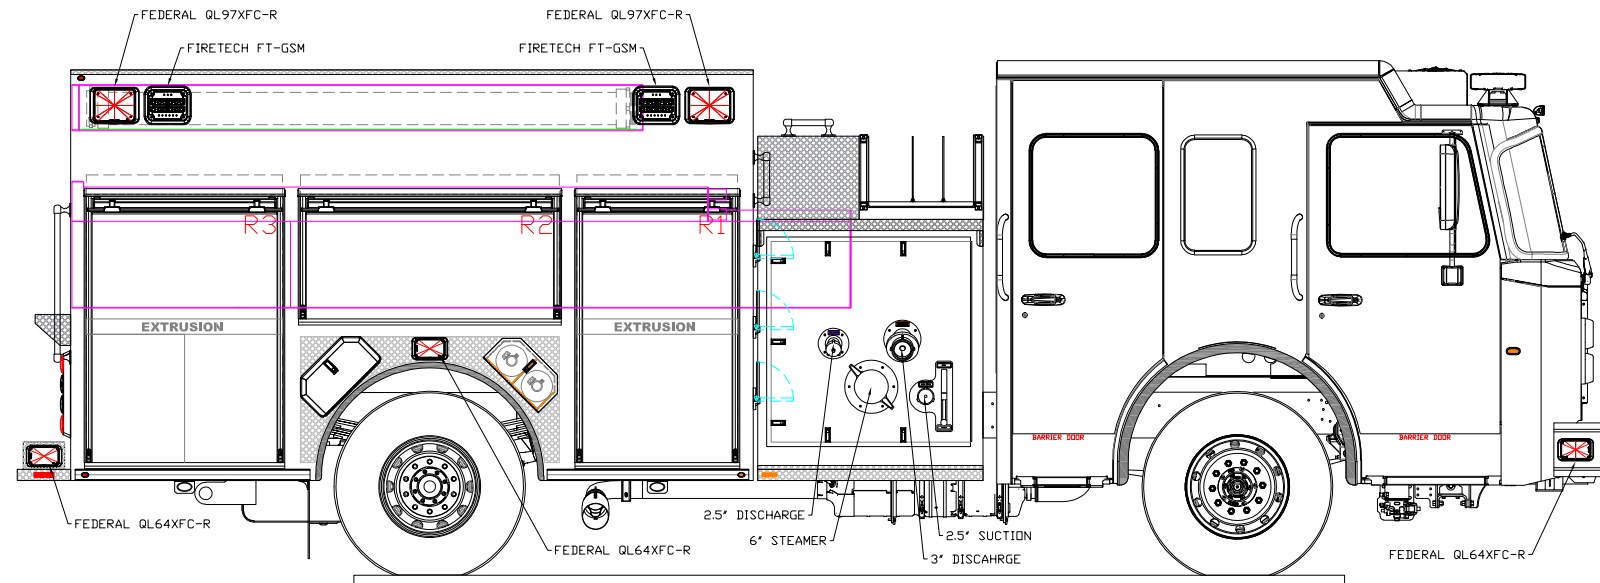 FEDERAL QL97XFC-R
FEDERAL QL97XFC-R
FIRETECH FT-GSM
FIRETECH FT-GSM
R3
R2
R1
EXTRUSION
EXTRUSION
BARRIER DOOR
BARRIER DOOR
2.5" DISCHARGE
6" STEAMER
2.5" SUCTION
3" DISCAHRGE
FEDERAL QL64XFC-R
FEDERAL QL64XFC-R
FEDERAL QL64XFC-R